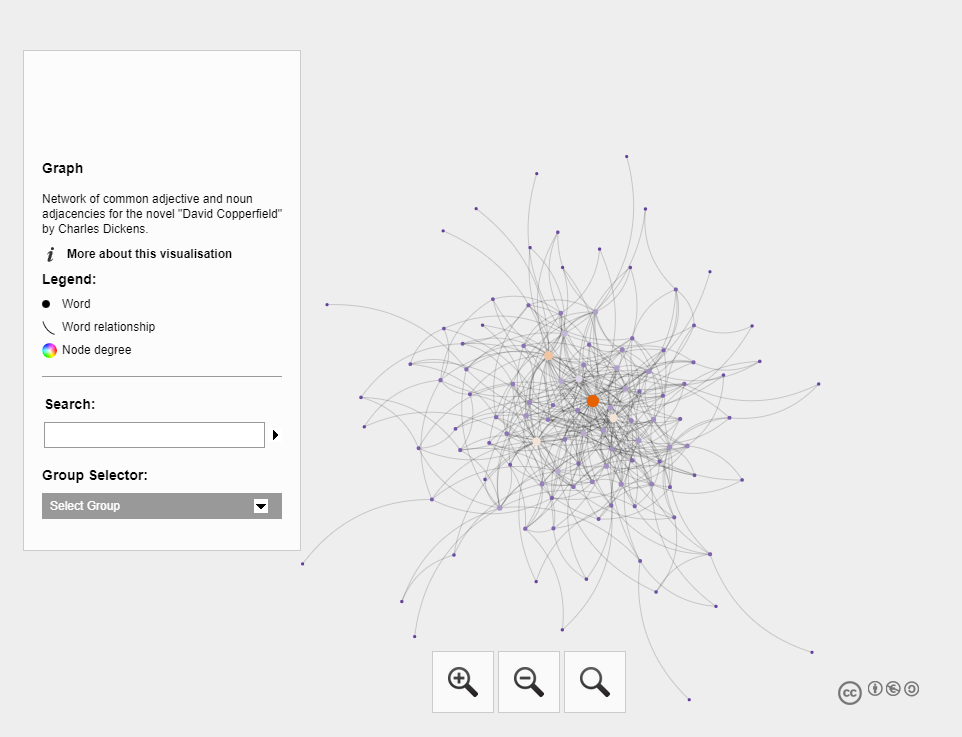 Graph
Network of common adjective and noun
adjacencies for the novel "David Copperfield"
by Charles Dickens.
i More about this visualisation
Legend:
Word
Word relationship
Node degree
Search:
Group Selector:
Select Group
cc